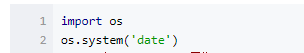 1 import os
2 os.system('date')